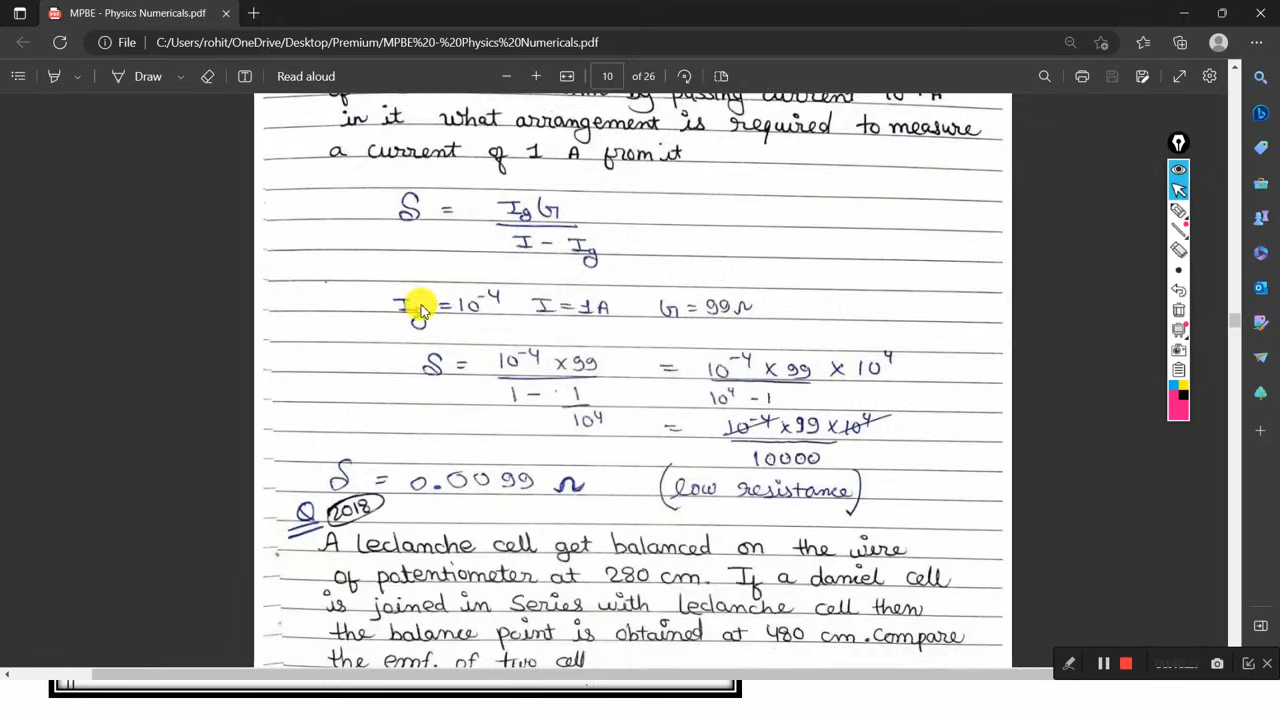 MPBE - Physics Numericals.pdf
File C:/Users/rohit/OneDrive/Desktop/Premium/MPBE%20-%20Physics%20Numericals.pdf
Draw Read aloud 10 of 26
by passing current
in it what arrangement is required to measure
a current of 1 A from it
S = IgG / I - Ig
Ig = 10⁻⁴ I = 1A G = 99Ω
S = 10⁻⁴ × 99 / 1 - 1/10⁴ = 10⁻⁴ × 99 × 10⁴ / 10⁴ - 1
= 10⁻⁴ × 99 × 10⁴ / 10000
S = 0.0099 Ω (low resistance)
Q 2018
A leclanche cell get balanced on the wire
of potentiometer at 280 cm. If a daniel cell
is joined in Series with leclanche cell then
the balance point is obtained at 480 cm. Compare
the emf. of two cell